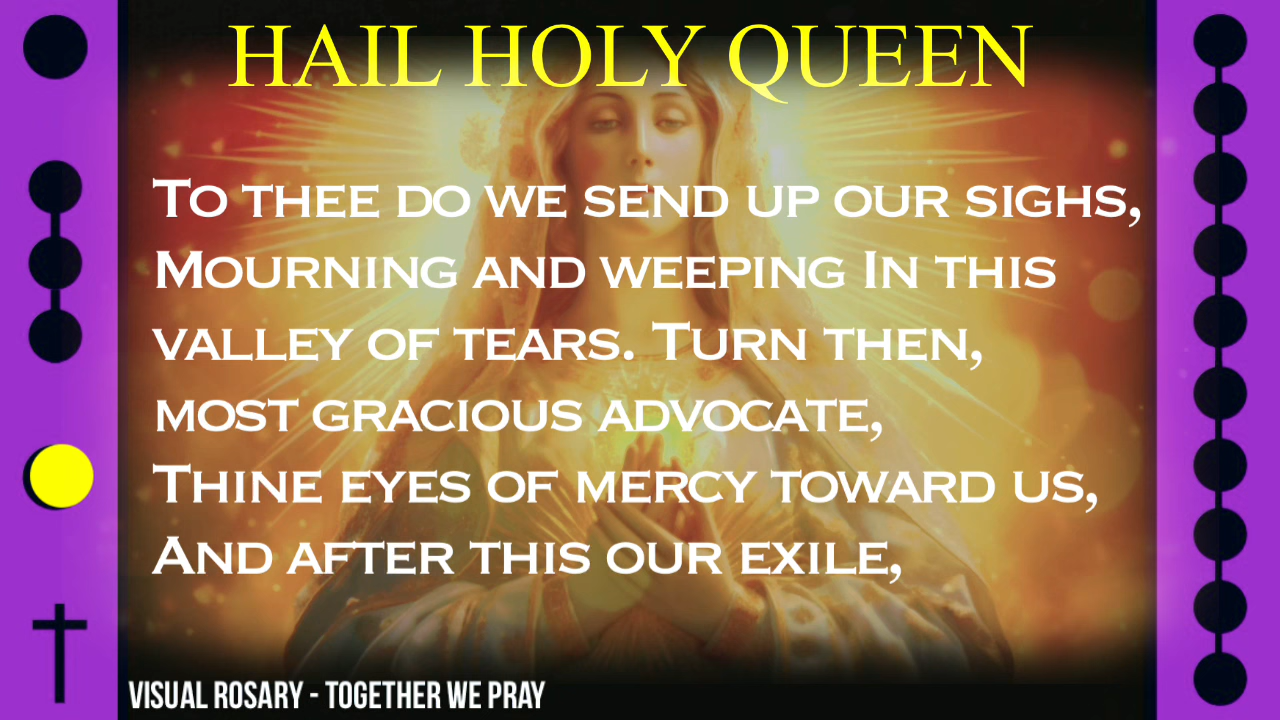 HAIL HOLY QUEEN
To thee do we send up our sighs,
Mourning and weeping In this
valley of tears. Turn then,
most gracious advocate,
Thine eyes of mercy toward us,
And after this our exile,
VISUAL ROSARY - TOGETHER WE PRAY